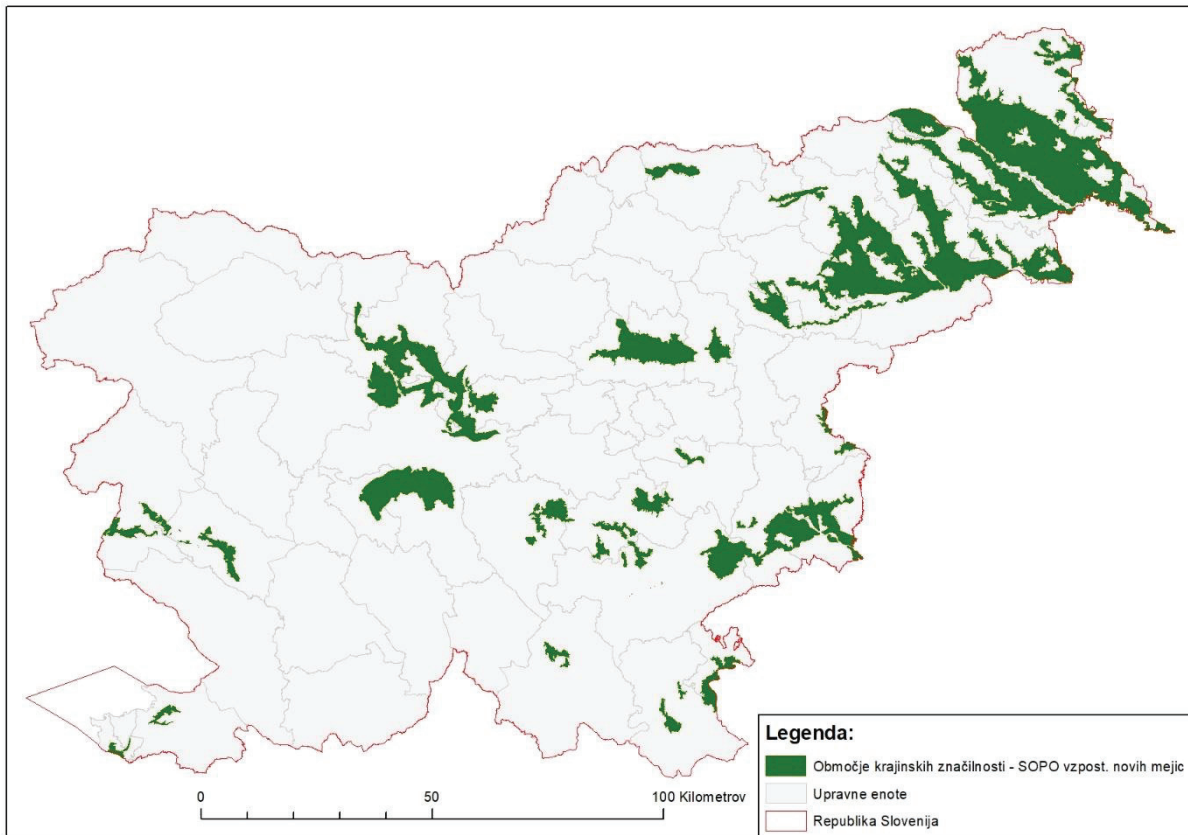 Legenda:
Območje krajinskih značilnosti - SOPO vzpost. novih mejic
Upravne enote
Republika Slovenija
0 50 100 Kilometrov